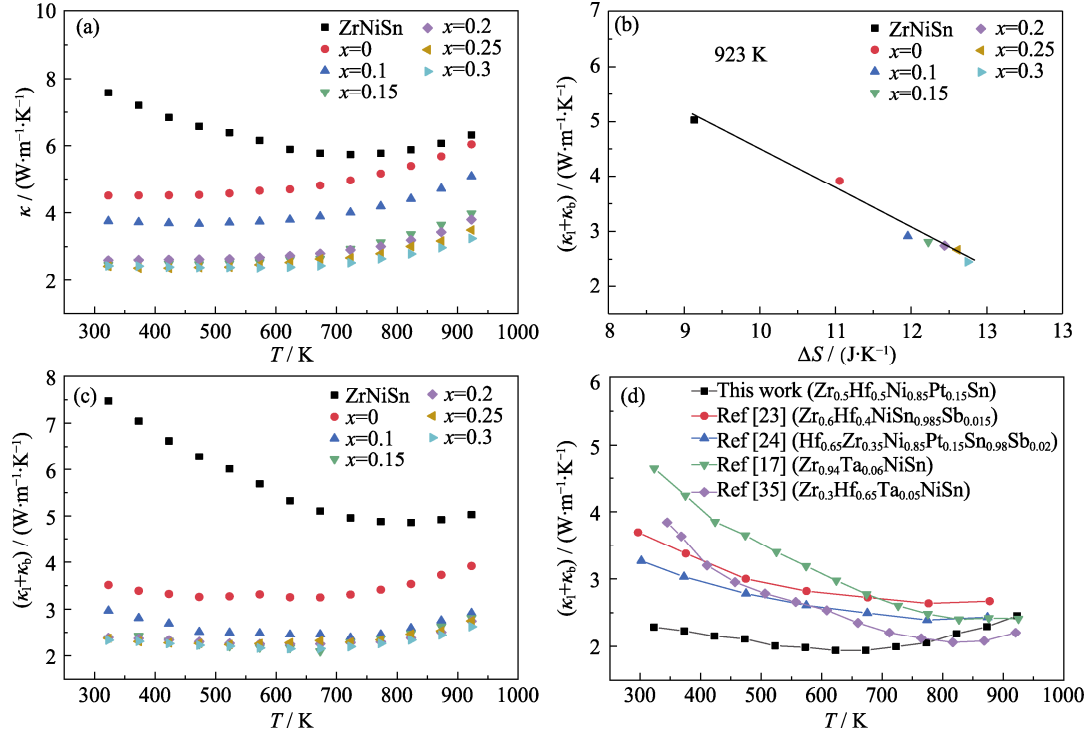 (a)
ZrNiSn
x=0
x=0.1
x=0.15
x=0.2
x=0.25
x=0.3
κ / (W·m⁻¹·K⁻¹)
10
8
6
4
2
300 400 500 600 700 800 900 1000
T / K
(b)
923 K
ZrNiSn
x=0
x=0.1
x=0.15
x=0.2
x=0.25
x=0.3
(κₗ+κb) / (W·m⁻¹·K⁻¹)
7
6
5
4
3
2
8 9 10 11 12 13 13
ΔS / (J·K⁻¹)
(c)
ZrNiSn
x=0
x=0.1
x=0.15
x=0.2
x=0.25
x=0.3
(κₗ+κb) / (W·m⁻¹·K⁻¹)
8
7
6
5
4
3
2
300 400 500 600 700 800 900 1000
T / K
(d)
This work (Zr₀.₅Hf₀.₅Ni₀.₈₅Pt₀.₁₅Sn)
Ref [23] (Zr₀.₆Hf₀.₄NiSn₀.₉₈₅Sb₀.₀₁₅)
Ref [24] (Hf₀.₆₅Zr₀.₃₅Ni₀.₈₅Pt₀.₁₅Sn₀.₉₈Sb₀.₀₂)
Ref [17] (Zr₀.₉₄Ta₀.₀₆NiSn)
Ref [35] (Zr₀.₃Hf₀.₆₅Ta₀.₀₅NiSn)
(κₗ+κb) / (W·m⁻¹·K⁻¹)
6
5
4
3
2
300 400 500 600 700 800 900 1000
T / K